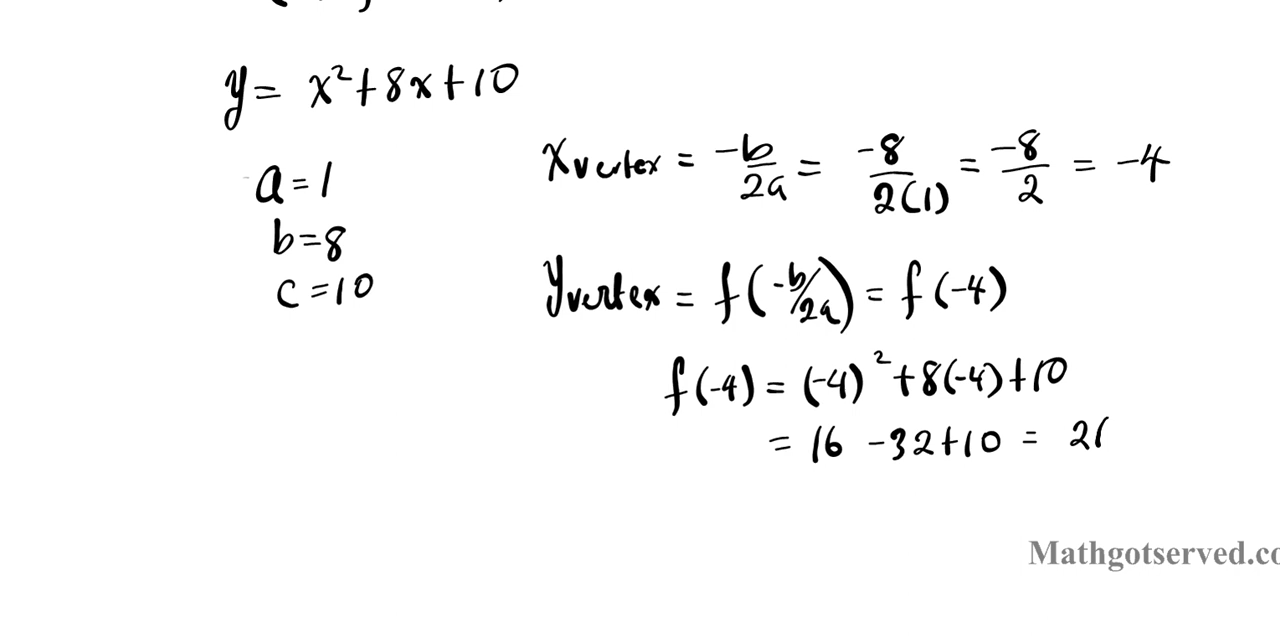 y = x²+8x+10
a=1
b=8
c=10
Xvertex = -b/2a = -8/2(1) = -8/2 = -4
Yvertex = f(-b/2a) = f(-4)
f(-4) = (-4)²+8(-4)+10
= 16 -32+10 =
Mathgotserved.co